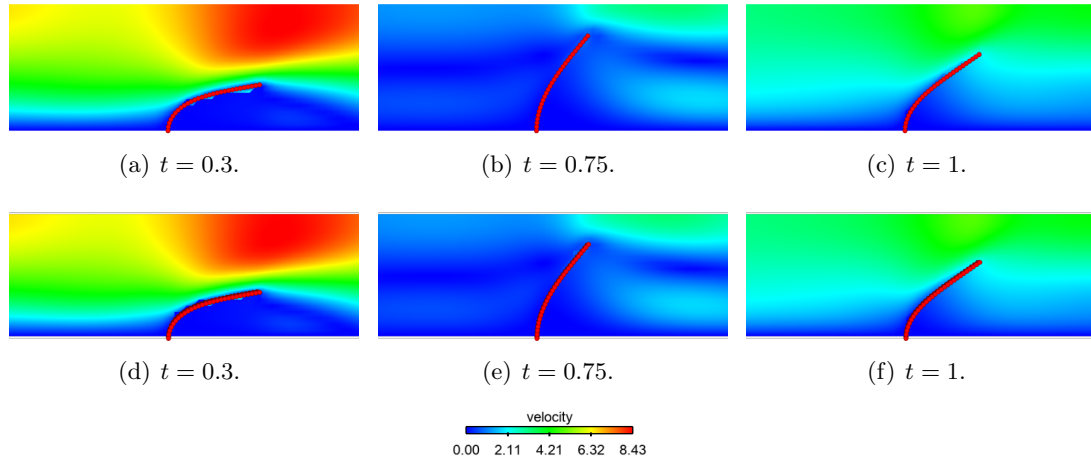 (a) t = 0.3. (b) t = 0.75. (c) t = 1.
(d) t = 0.3. (e) t = 0.75. (f) t = 1.
velocity
0.00 2.11 4.21 6.32 8.43